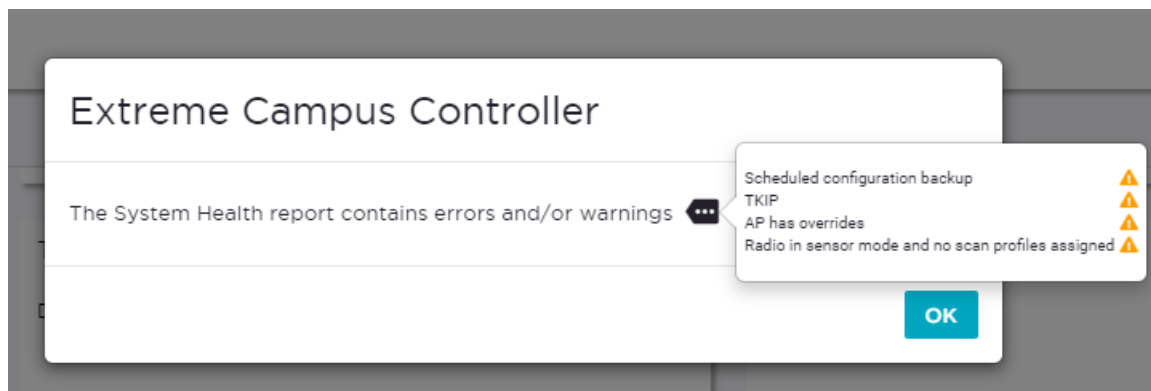 Extreme Campus Controller
The System Health report contains errors and/or warnings
Scheduled configuration backup
TKIP
AP has overrides
Radio in sensor mode and no scan profiles assigned
OK